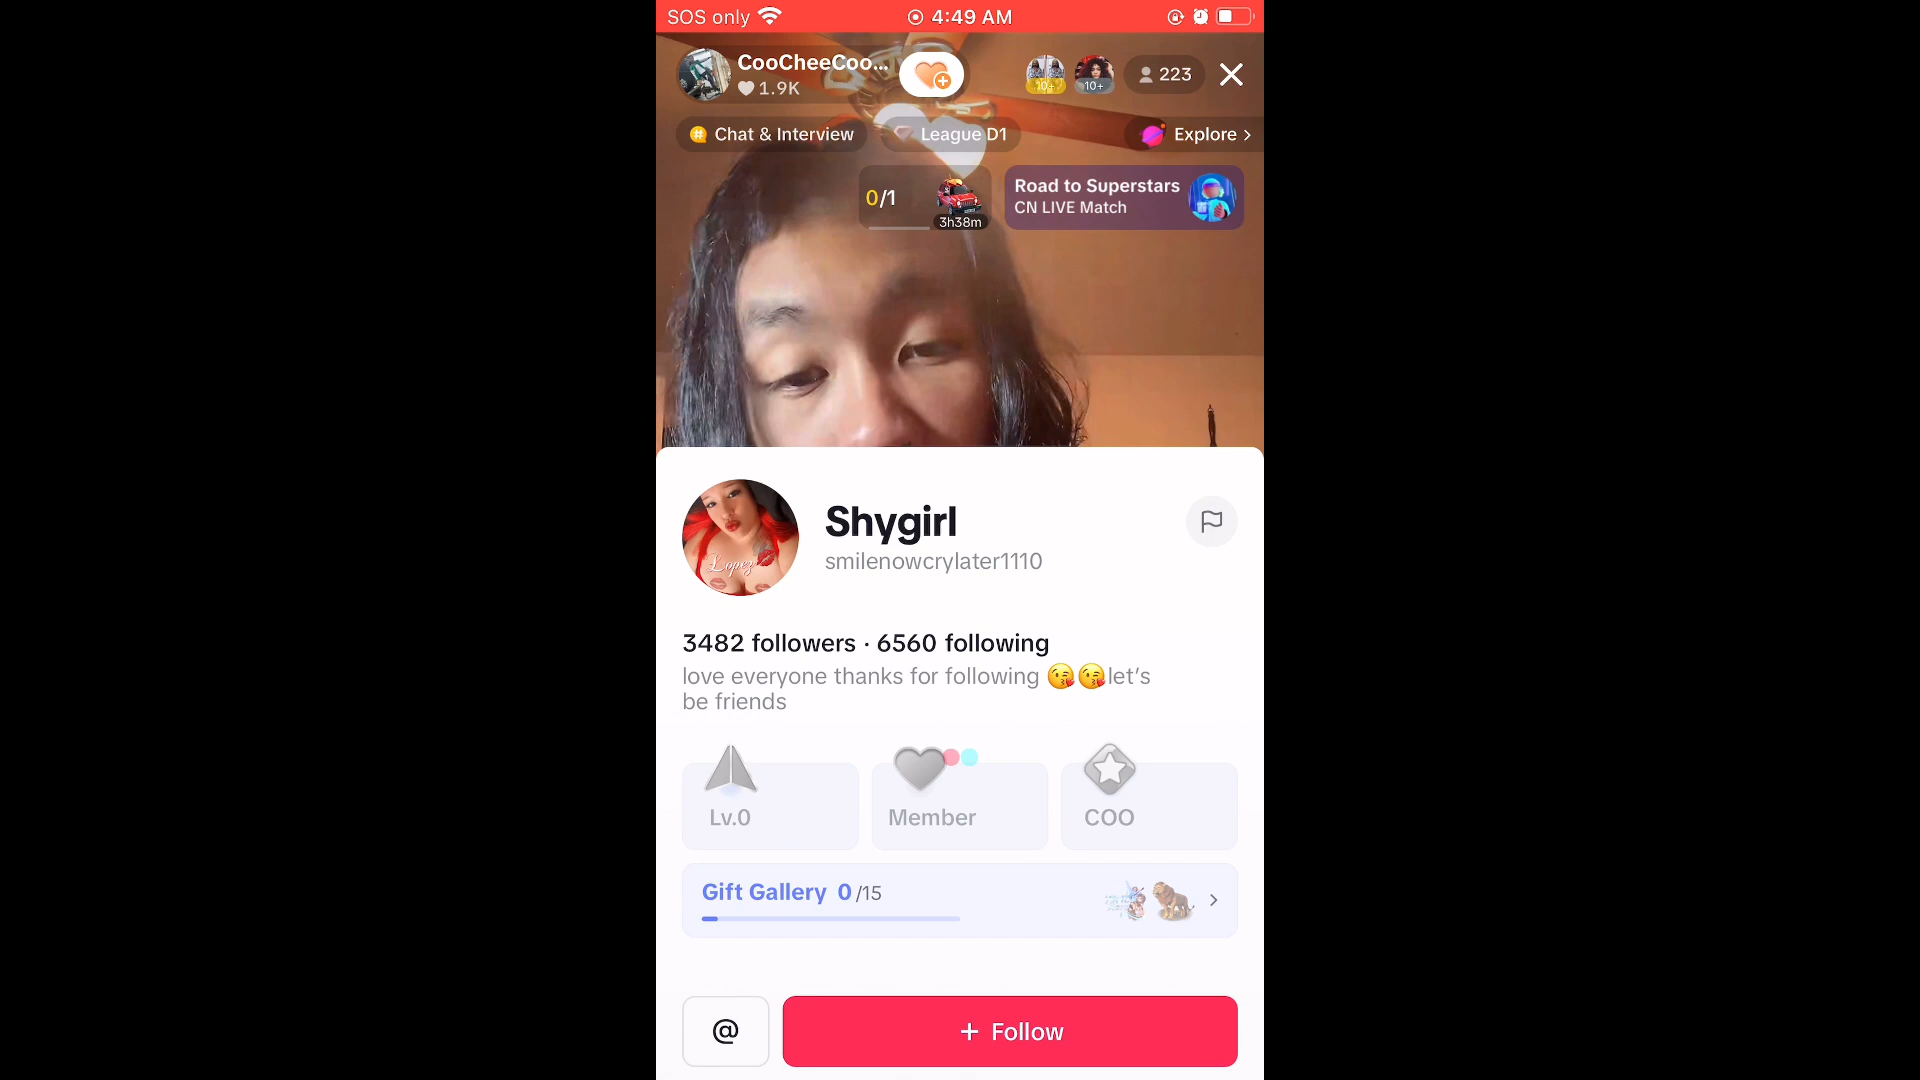 SOS only 4:49 AM
CooCheeCoo...
1.9K
10+
10+
223
# Chat & Interview
League D1
Explore >
0/1
3h38m
Road to Superstars
CN LIVE Match
Shygirl
smilenowcrylater1110
Lopez
3482 followers · 6560 following
love everyone thanks for following 😘😘let's
be friends
Lv.0
Member
COO
Gift Gallery 0/15
@
+ Follow